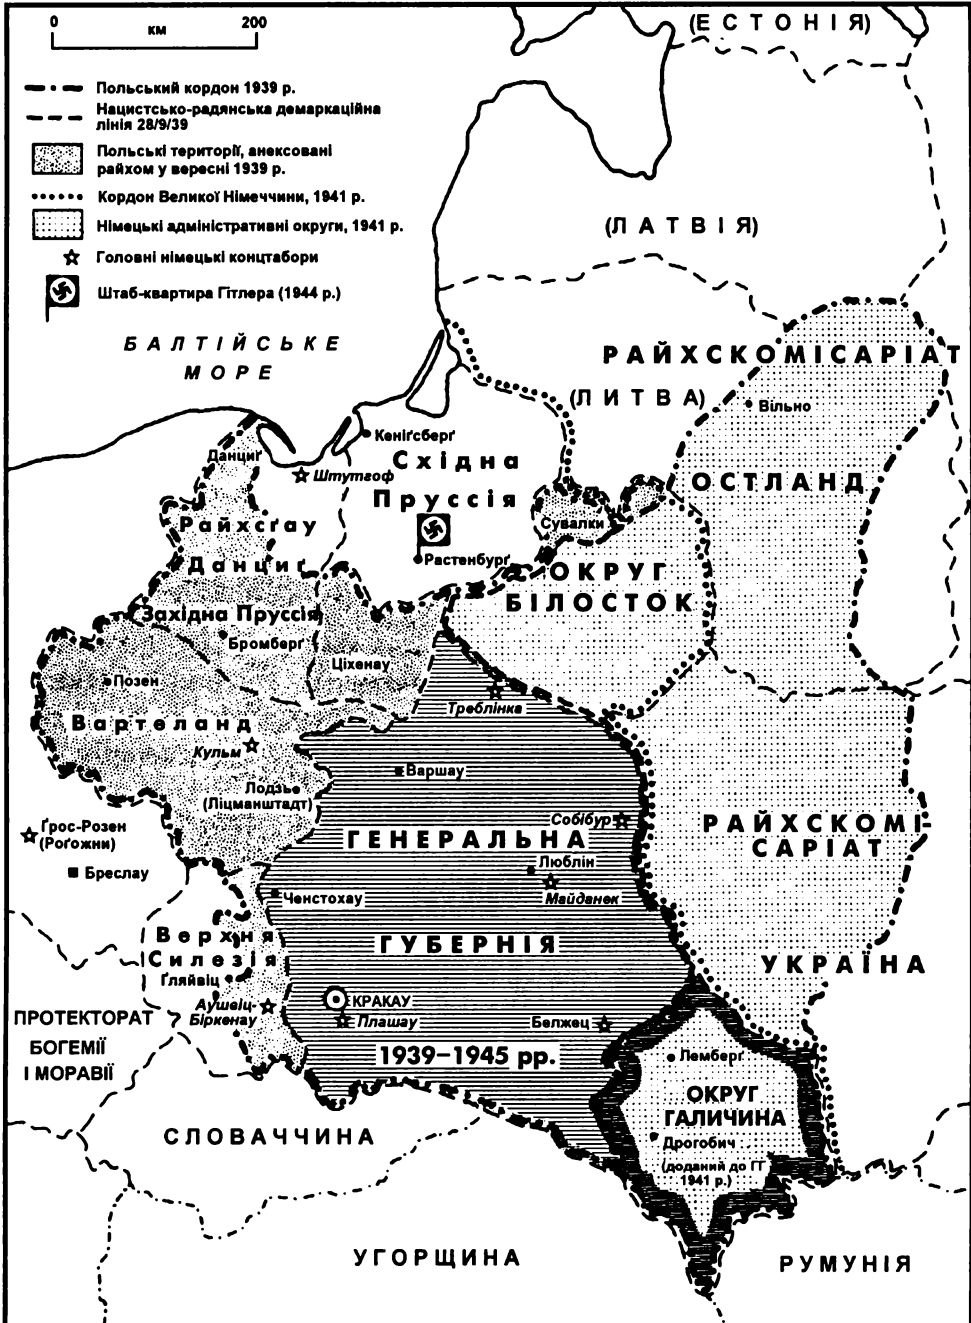 0 200
км
Польський кордон 1939 р.
Нацистсько-радянська демаркаційна
лінія 28/9/39
Польські території, анексовані
райхом у вересні 1939 р.
Кордон Великої Німеччини, 1941 р.
Німецькі адміністративні округи, 1941 р.
Головні німецькі концтабори
Штаб-квартира Гітлера (1944 р.)
(ЕСТОНІЯ)
(ЛАТВІЯ)
БАЛТІЙСЬКЕ
МОРЕ
РАЙХСКОМІСАРІАТ
(ЛИТВА)
Вільно
ОСТЛАНД
Кеніґсберґ
Східна
Пруссія
Данциґ
Штутгоф
Сувалки
Растенбурґ
Райхсґау
Данциґ
Західна Пруссія
Бромберґ
ОКРУГ
БІЛОСТОК
Ціхенау
Позен
Вартеланд
Кульм
Треблінка
Варшау
Лодзье
(Ліцманштадт)
Собібур
Ґрос-Розен
(Роґожни)
Бреслау
ГЕНЕРАЛЬНА
РАЙХСКОМІ-
САРІАТ
Люблін
Майданек
Ченстохау
Верхня
Силезія
Ґляйвіц
ГУБЕРНІЯ
УКРАЇНА
Аушвіц-
Біркенау
КРАКАУ
Плашау
Белжец
ПРОТЕКТОРАТ
БОГЕМІЇ
І МОРАВІЇ
1939–1945 рр.
Лемберґ
ОКРУГ
ГАЛИЧИНА
Дрогобич
(доданий до ГГ
1941 р.)
СЛОВАЧЧИНА
УГОРЩИНА
РУМУНІЯ